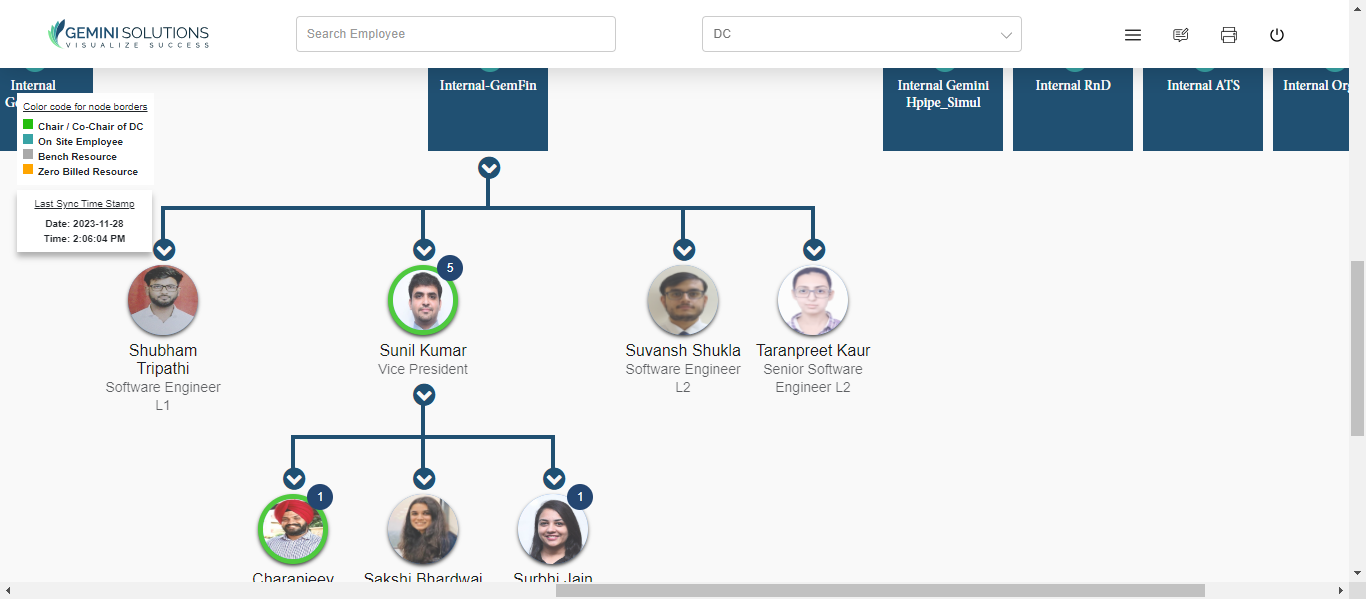 GEMINI SOLUTIONS
VISUALIZE SUCCESS
Search Employee
DC
Internal
Internal-GemFin
Internal Gemini
Hpipe_Simul
Internal RnD
Internal ATS
Internal
Color code for node borders
Chair / Co-Chair of DC
On Site Employee
Bench Resource
Zero Billed Resource
Last Sync Time Stamp
Date: 2023-11-28
Time: 2:06:04 PM
5
Shubham
Tripathi
Software Engineer
L1
Sunil Kumar
Vice President
Suvansh Shukla
Software Engineer
L2
Taranpreet Kaur
Senior Software
Engineer L2
1
1
Charanjeev
Sakshi Bhardwaj
Surbhi Jain